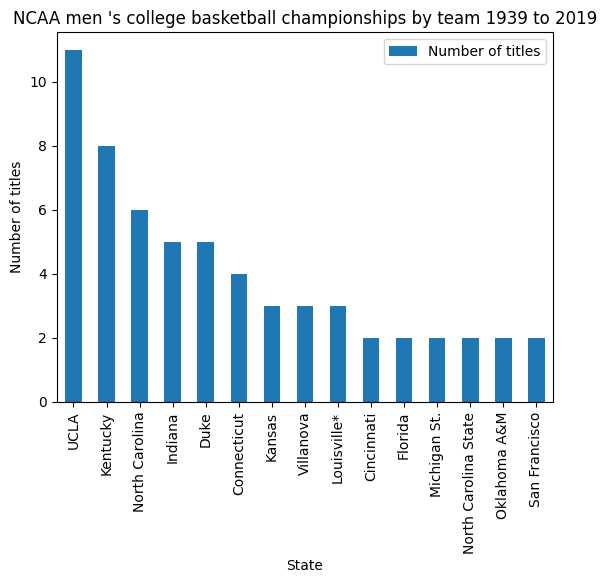 NCAA men 's college basketball championships by team 1939 to 2019
Number of titles
Number of titles
10
8
6
4
2
0
UCLA
Kentucky
North Carolina
Indiana
Duke
Connecticut
Kansas
Villanova
Louisville*
Cincinnati
Florida
Michigan St.
North Carolina State
Oklahoma A&M
San Francisco
State